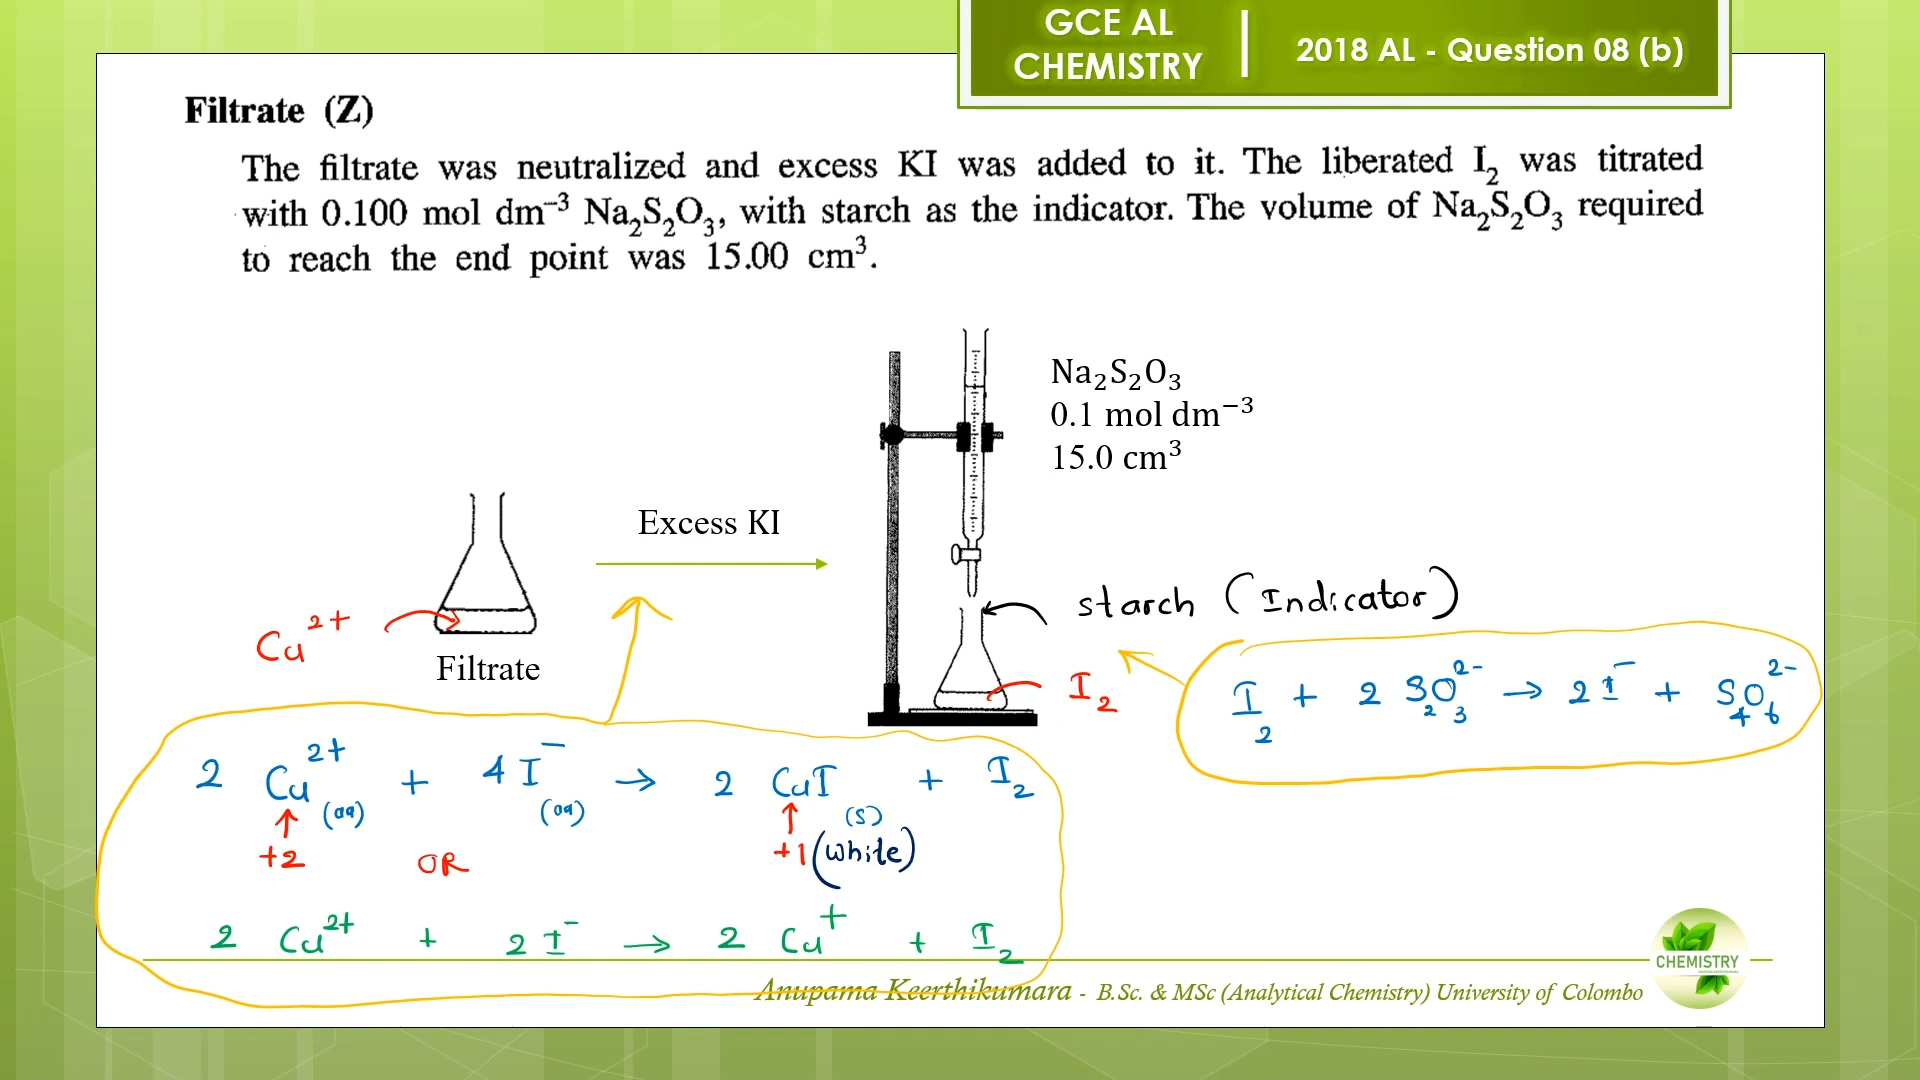 GCE AL
CHEMISTRY
2018 AL - Question 08 (b)
Filtrate (Z)
The filtrate was neutralized and excess KI was added to it. The liberated I₂ was titrated
with 0.100 mol dm⁻³ Na₂S₂O₃, with starch as the indicator. The volume of Na₂S₂O₃ required
to reach the end point was 15.00 cm³.
Na₂S₂O₃
0.1 mol dm⁻³
15.0 cm³
Excess KI
starch (Indicator)
Cu²⁺
Filtrate
I₂
I₂ + 2 S₂O₃²⁻ → 2 I⁻ + S₄O₆²⁻
2 Cu²⁺(aq) + 4 I⁻(aq) → 2 CuI(s) + I₂
+2
+1 (white)
OR
2 Cu²⁺ + 2 I⁻ → 2 Cu⁺ + I₂
CHEMISTRY
Anupama Keerthikumara - B.Sc. & MSc (Analytical Chemistry) University of Colombo